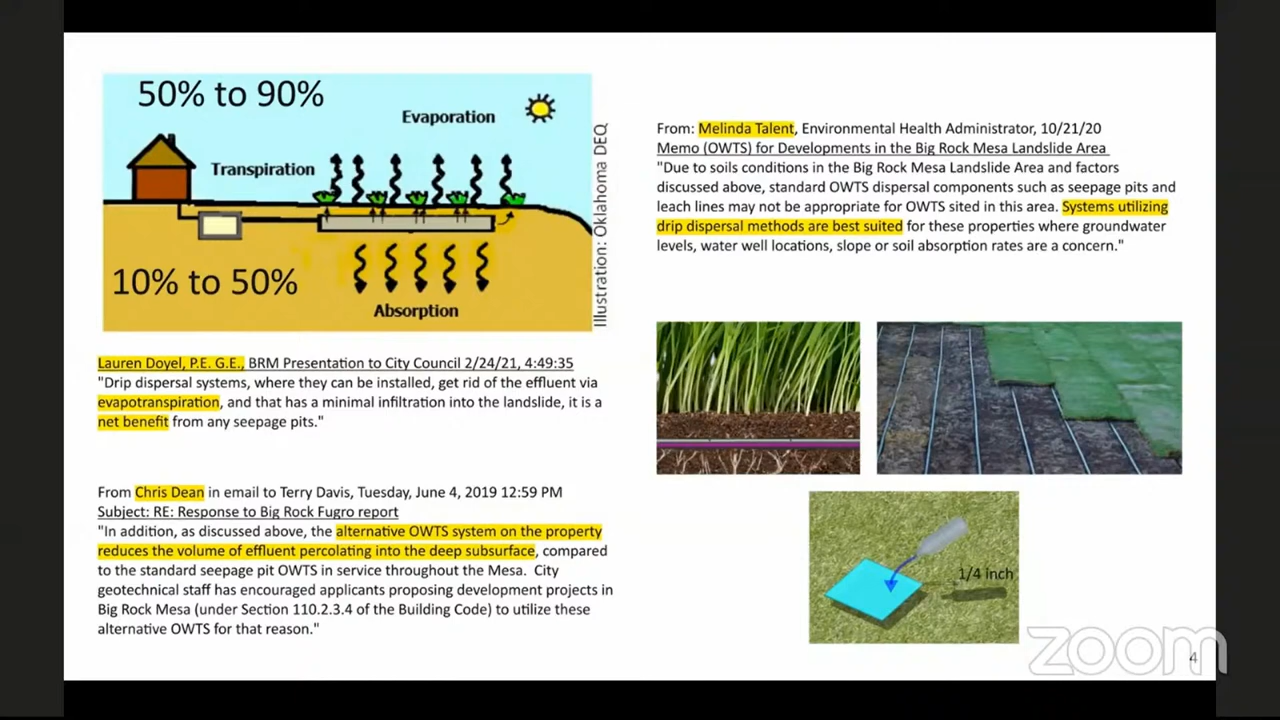 50% to 90%
Evaporation
Transpiration
10% to 50%
Absorption
Illustration: Oklahoma DEQ
Lauren Doyel, P.E. G.E., BRM Presentation to City Council 2/24/21, 4:49:35
"Drip dispersal systems, where they can be installed, get rid of the effluent via
evapotranspiration, and that has a minimal infiltration into the landslide, it is a
net benefit from any seepage pits."
From Chris Dean in email to Terry Davis, Tuesday, June 4, 2019 12:59 PM
Subject: RE: Response to Big Rock Fugro report
"In addition, as discussed above, the alternative OWTS system on the property
reduces the volume of effluent percolating into the deep subsurface, compared
to the standard seepage pit OWTS in service throughout the Mesa. City
geotechnical staff has encouraged applicants proposing development projects in
Big Rock Mesa (under Section 110.2.3.4 of the Building Code) to utilize these
alternative OWTS for that reason."
From: Melinda Talent, Environmental Health Administrator, 10/21/20
Memo (OWTS) for Developments in the Big Rock Mesa Landslide Area
"Due to soils conditions in the Big Rock Mesa Landslide Area and factors
discussed above, standard OWTS dispersal components such as seepage pits and
leach lines may not be appropriate for OWTS sited in this area. Systems utilizing
drip dispersal methods are best suited for these properties where groundwater
levels, water well locations, slope or soil absorption rates are a concern."
1/4 inch
zoom
4